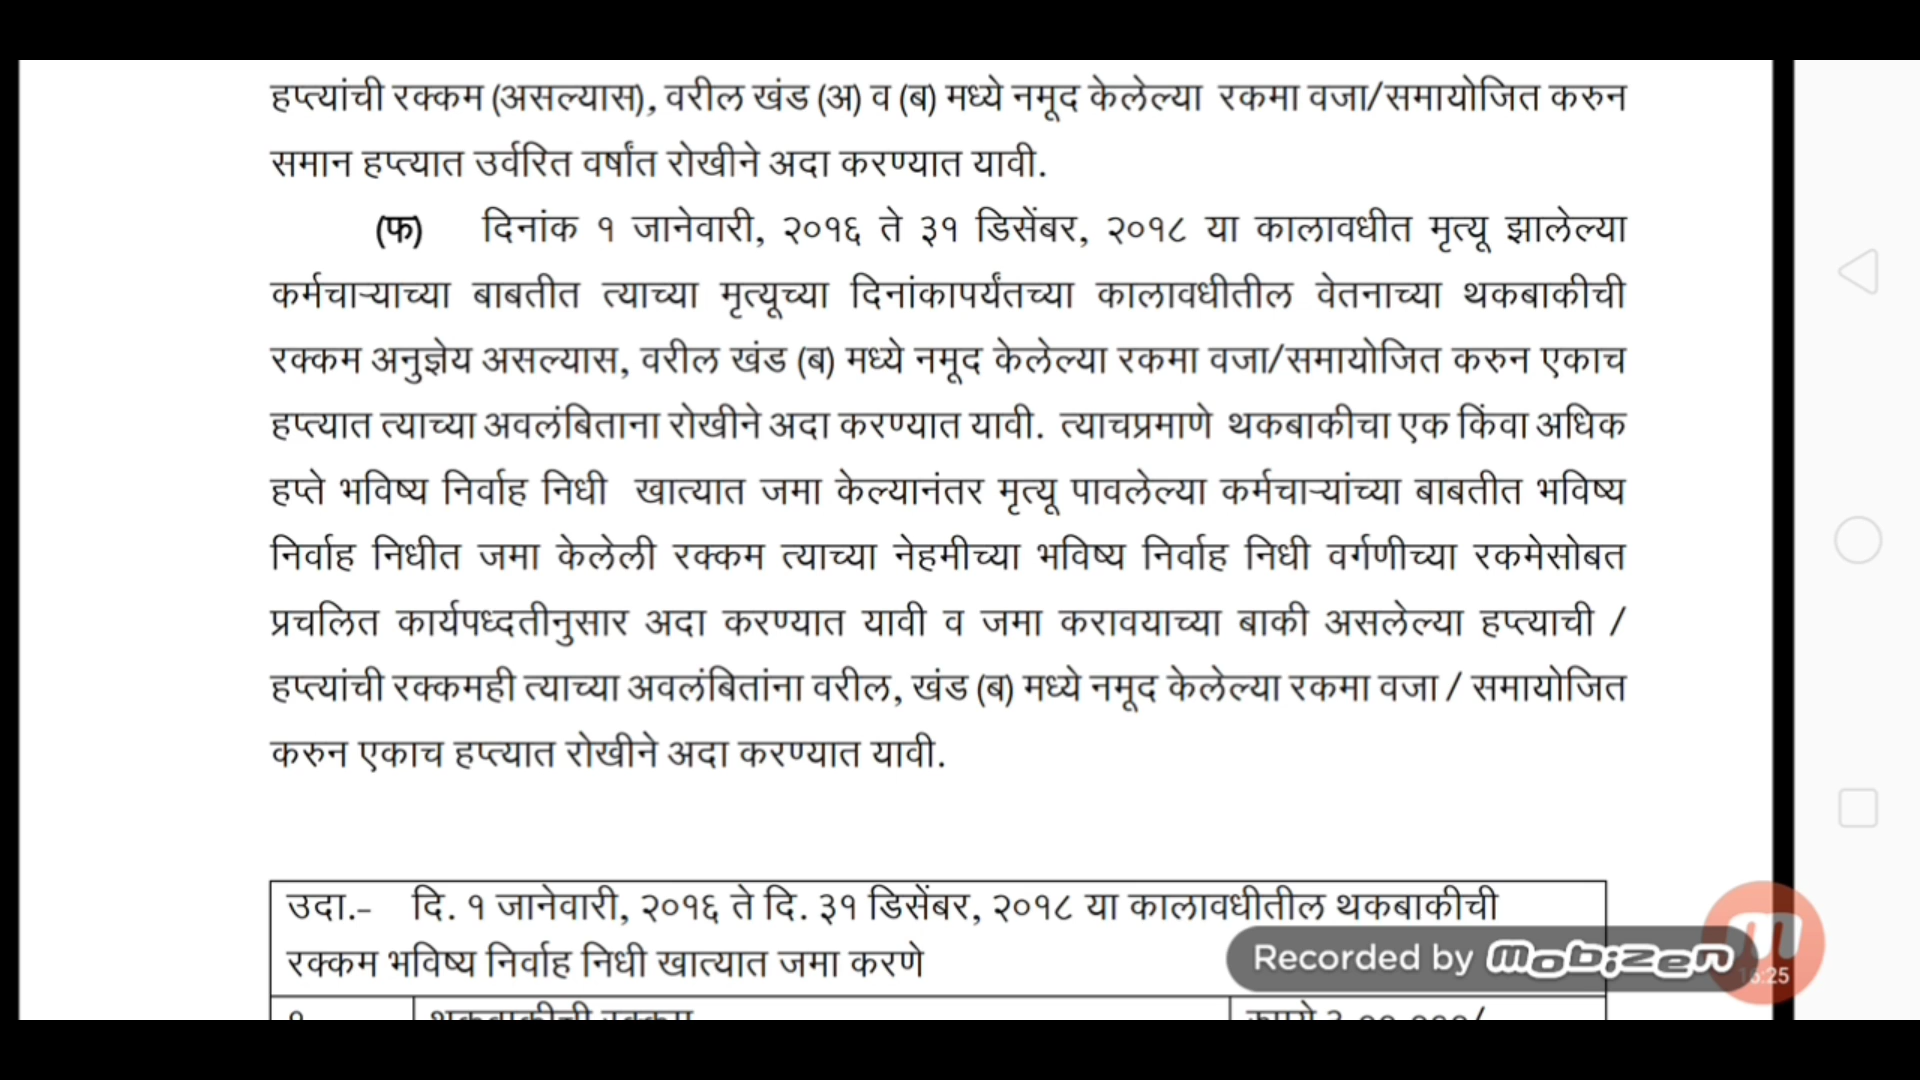 हप्त्यांची रक्कम (असल्यास), वरील खंड (अ) व (ब) मध्ये नमूद केलेल्या रकमा वजा/समायोजित करुन
समान हप्त्यात उर्वरित वर्षांत रोखीने अदा करण्यात यावी.
(फ) दिनांक १ जानेवारी, २०१६ ते ३१ डिसेंबर, २०१८ या कालावधीत मृत्यू झालेल्या
कर्मचाऱ्याच्या बाबतीत त्याच्या मृत्यूच्या दिनांकापर्यंतच्या कालावधीतील वेतनाच्या थकबाकीची
रक्कम अनुज्ञेय असल्यास, वरील खंड (ब) मध्ये नमूद केलेल्या रकमा वजा/समायोजित करुन एकाच
हप्त्यात त्याच्या अवलंबिताना रोखीने अदा करण्यात यावी. त्याचप्रमाणे थकबाकीचा एक किंवा अधिक
हप्ते भविष्य निर्वाह निधी खात्यात जमा केल्यानंतर मृत्यू पावलेल्या कर्मचाऱ्यांच्या बाबतीत भविष्य
निर्वाह निधीत जमा केलेली रक्कम त्याच्या नेहमीच्या भविष्य निर्वाह निधी वर्गणीच्या रकमेसोबत
प्रचलित कार्यपध्दतीनुसार अदा करण्यात यावी व जमा करावयाच्या बाकी असलेल्या हप्त्याची /
हप्त्यांची रक्कमही त्याच्या अवलंबितांना वरील, खंड (ब) मध्ये नमूद केलेल्या रकमा वजा / समायोजित
करुन एकाच हप्त्यात रोखीने अदा करण्यात यावी.
उदा.- दि. १ जानेवारी, २०१६ ते दि. ३१ डिसेंबर, २०१८ या कालावधीतील थकबाकीची
रक्कम भविष्य निर्वाह निधी खात्यात जमा करणे
Recorded by mobizen
थकबाकीची रक्कम